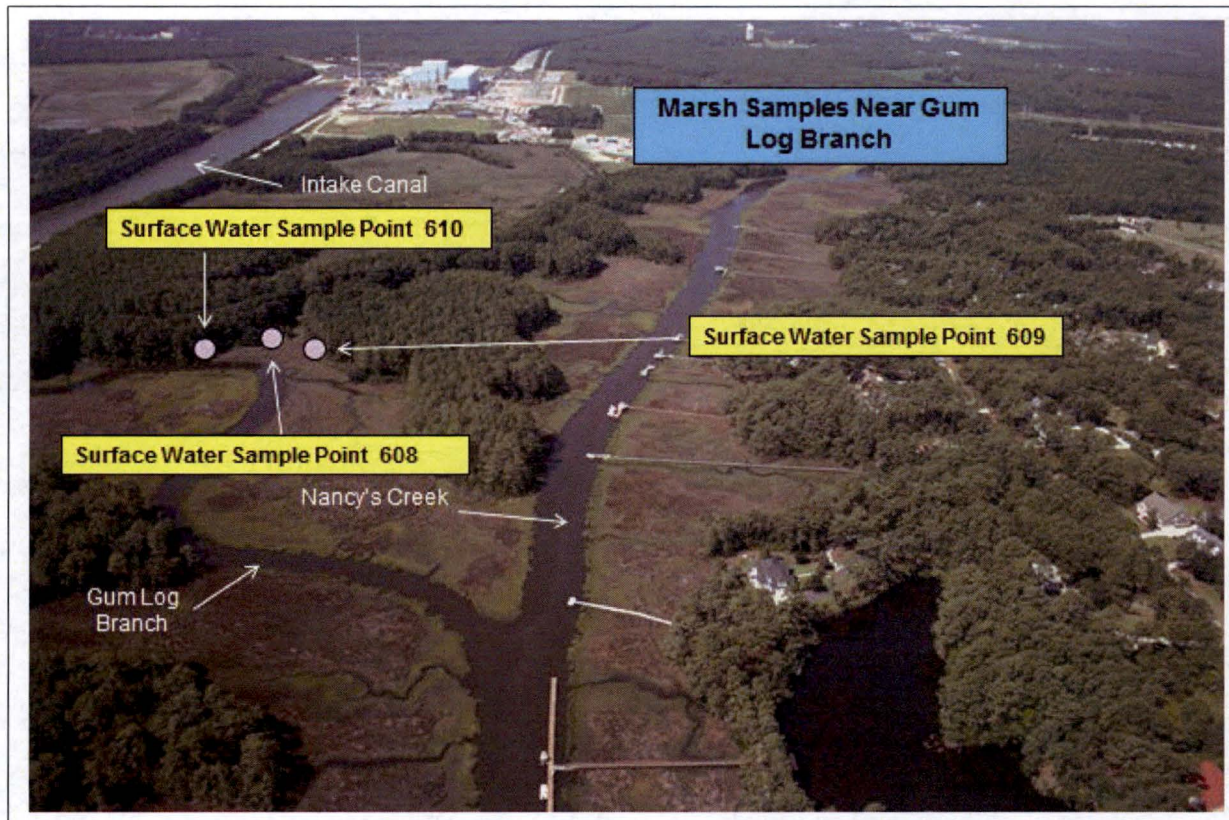 Marsh Samples Near Gum
Log Branch
Intake Canal
Surface Water Sample Point 610
Surface Water Sample Point 609
Surface Water Sample Point 608
Nancy's Creek
Gum Log
Branch